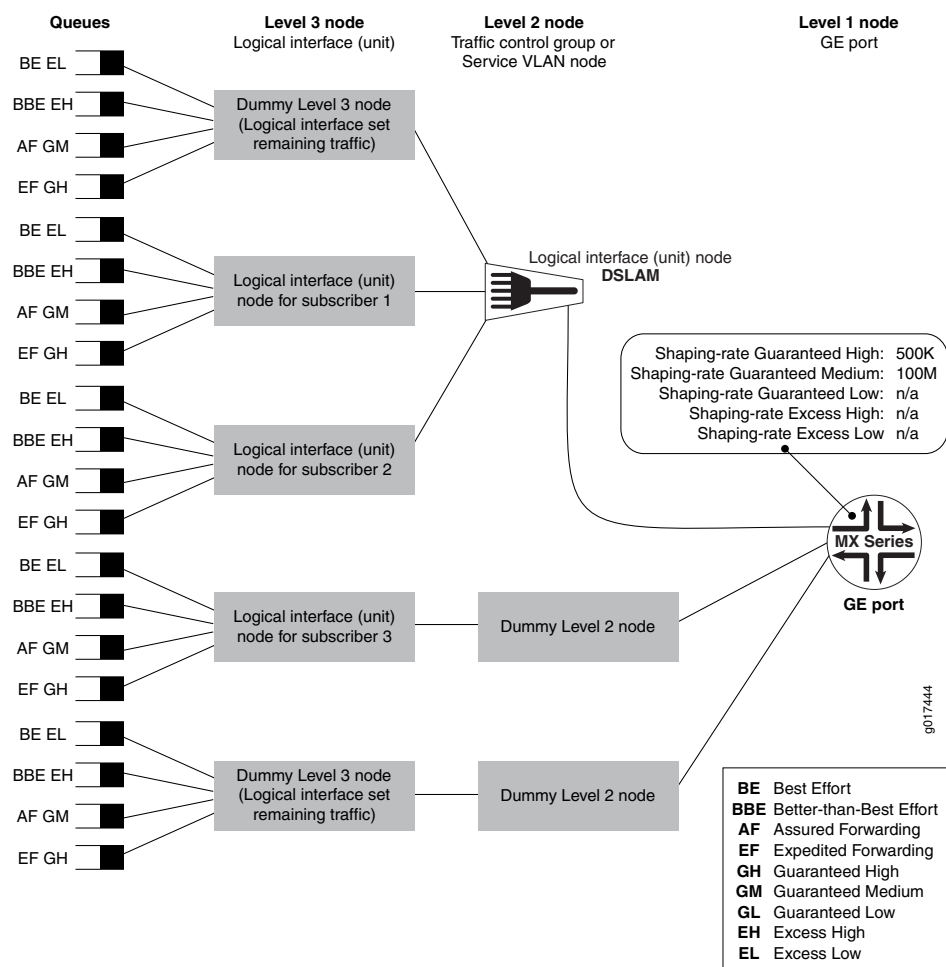 Queues
Level 3 node
Logical interface (unit)
Level 2 node
Traffic control group or
Service VLAN node
Level 1 node
GE port
BE EL
BBE EH
AF GM
EF GH
Dummy Level 3 node
(Logical interface set
remaining traffic)
BE EL
BBE EH
AF GM
EF GH
Logical interface (unit)
node for subscriber 1
Logical interface (unit) node
DSLAM
Shaping-rate Guaranteed High: 500K
Shaping-rate Guaranteed Medium: 100M
Shaping-rate Guaranteed Low: n/a
Shaping-rate Excess High: n/a
Shaping-rate Excess Low n/a
BE EL
BBE EH
AF GM
EF GH
Logical interface (unit)
node for subscriber 2
MX Series
GE port
BE EL
BBE EH
AF GM
EF GH
Logical interface (unit)
node for subscriber 3
Dummy Level 2 node
BE EL
BBE EH
AF GM
EF GH
Dummy Level 3 node
(Logical interface set
remaining traffic)
Dummy Level 2 node
g017444
BE Best Effort
BBE Better-than-Best Effort
AF Assured Forwarding
EF Expedited Forwarding
GH Guaranteed High
GM Guaranteed Medium
GL Guaranteed Low
EH Excess High
EL Excess Low